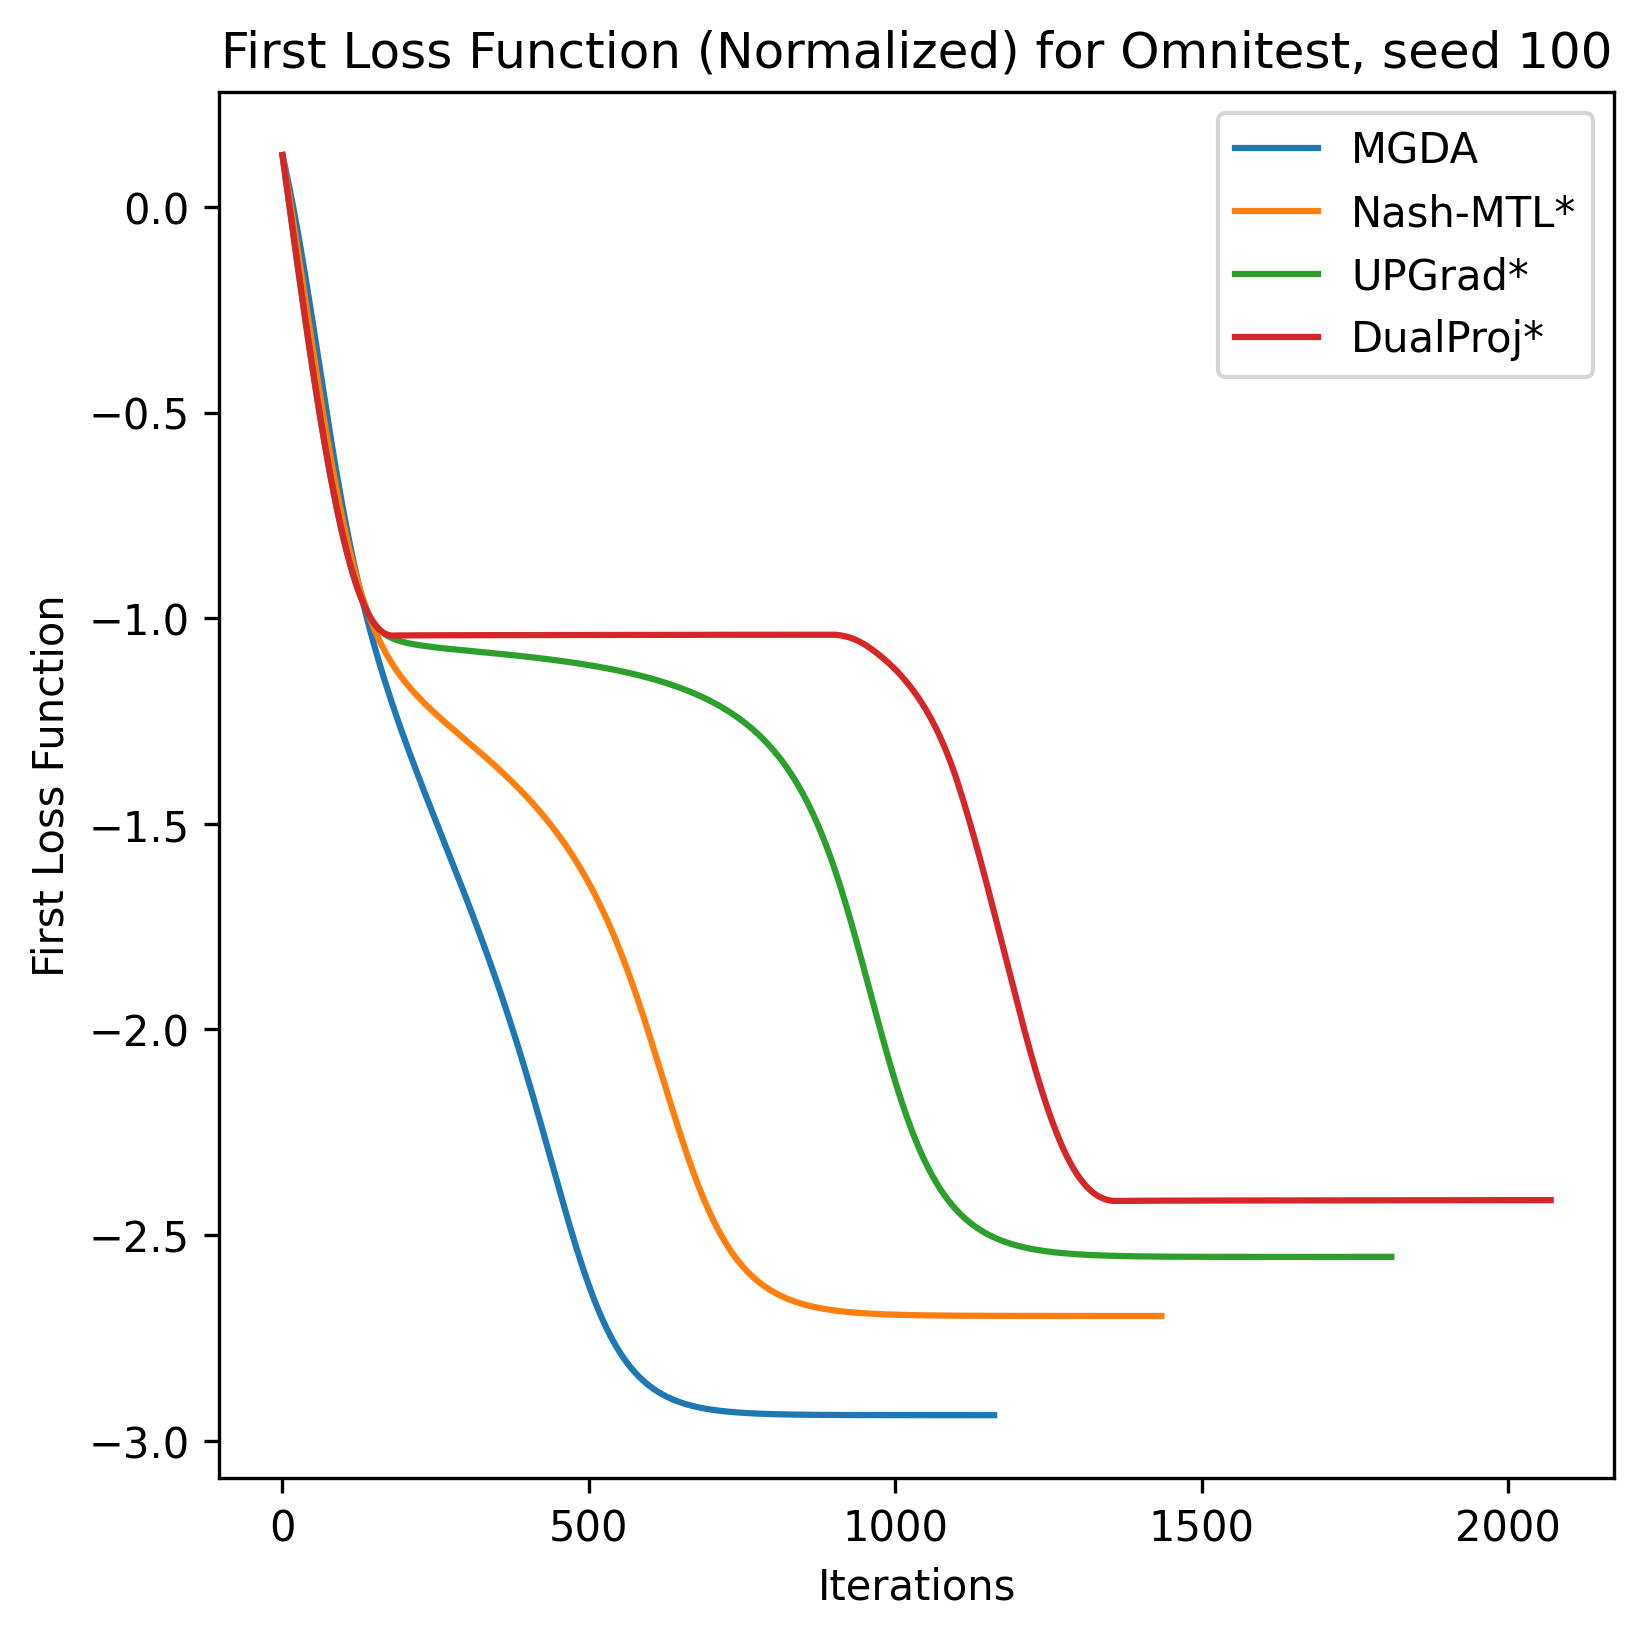 First Loss Function (Normalized) for Omnitest, seed 100
MGDA
Nash-MTL*
UPGrad*
DualProj*
First Loss Function
0.0
−0.5
−1.0
−1.5
−2.0
−2.5
−3.0
0
500
1000
1500
2000
Iterations